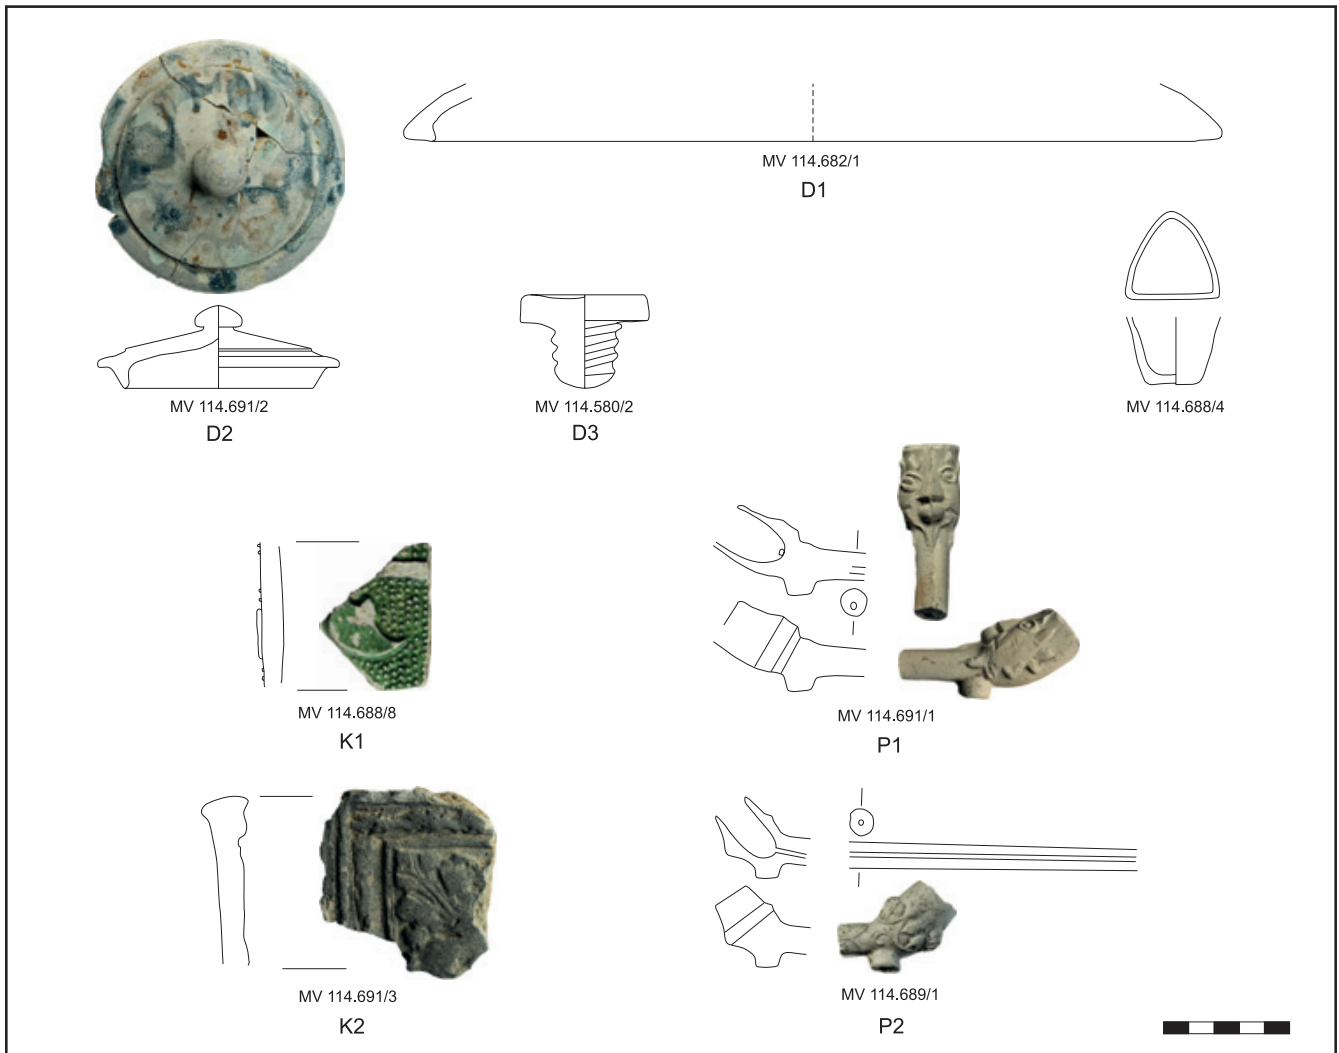 MV 114.682/1
D1
MV 114.691/2
D2
MV 114.580/2
D3
MV 114.688/4
MV 114.688/8
K1
MV 114.691/1
P1
MV 114.691/3
K2
MV 114.689/1
P2